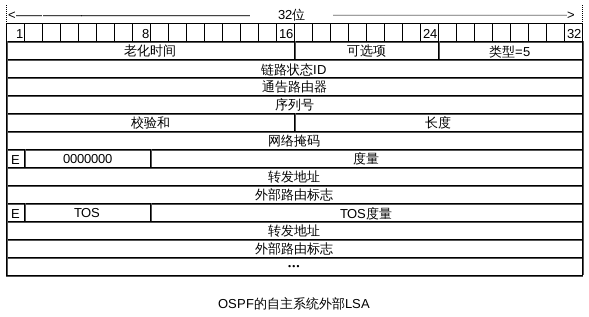 32位
1 8 16 24 32
老化时间 可选项 类型=5
链路状态ID
通告路由器
序列号
校验和 长度
网络掩码
E 0000000 度量
转发地址
外部路由标志
E TOS TOS度量
转发地址
外部路由标志
...
OSPF的自主系统外部LSA